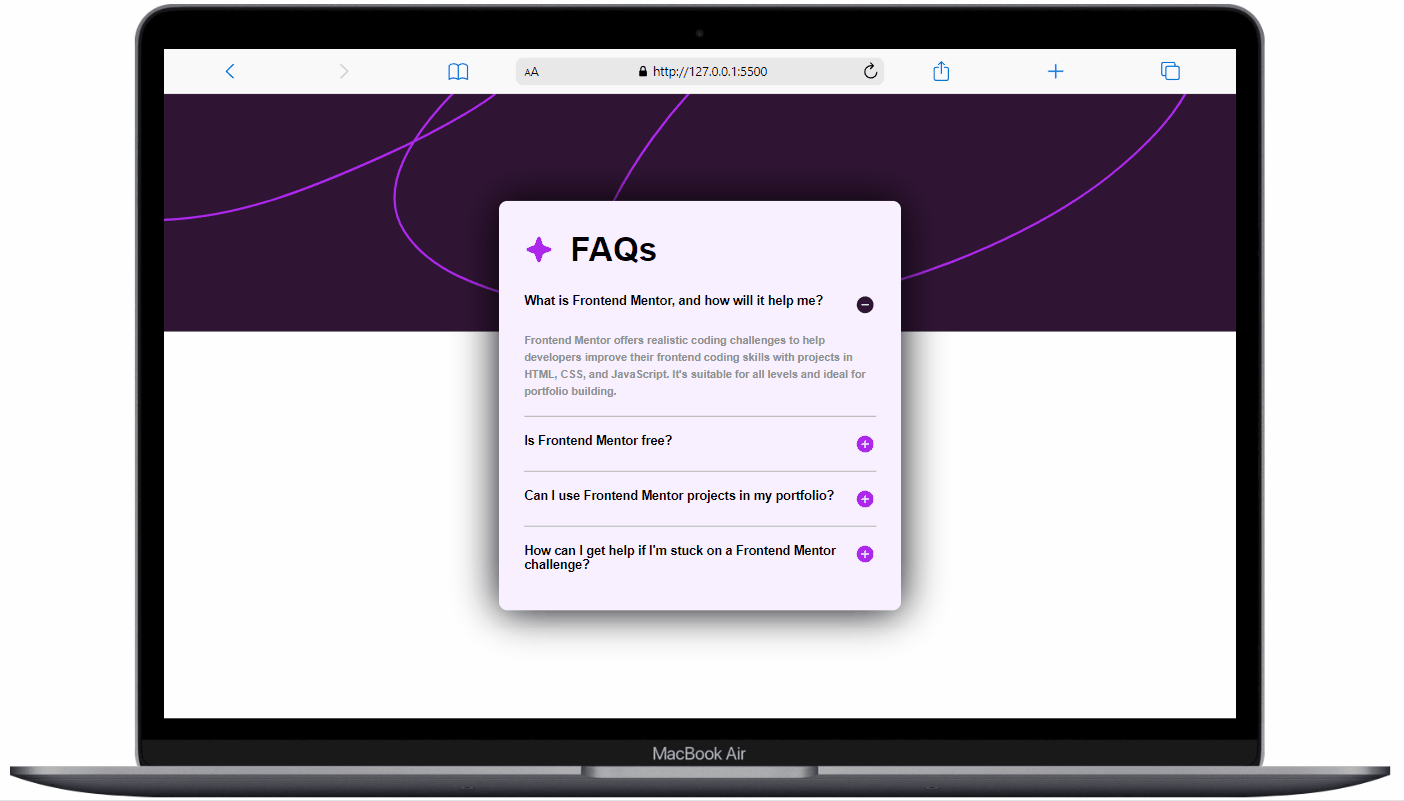 AA
http://127.0.0.1:5500
FAQs
What is Frontend Mentor, and how will it help me?
Frontend Mentor offers realistic coding challenges to help
developers improve their frontend coding skills with projects in
HTML, CSS, and JavaScript. It's suitable for all levels and ideal for
portfolio building.
Is Frontend Mentor free?
Can I use Frontend Mentor projects in my portfolio?
How can I get help if I'm stuck on a Frontend Mentor
challenge?
MacBook Air